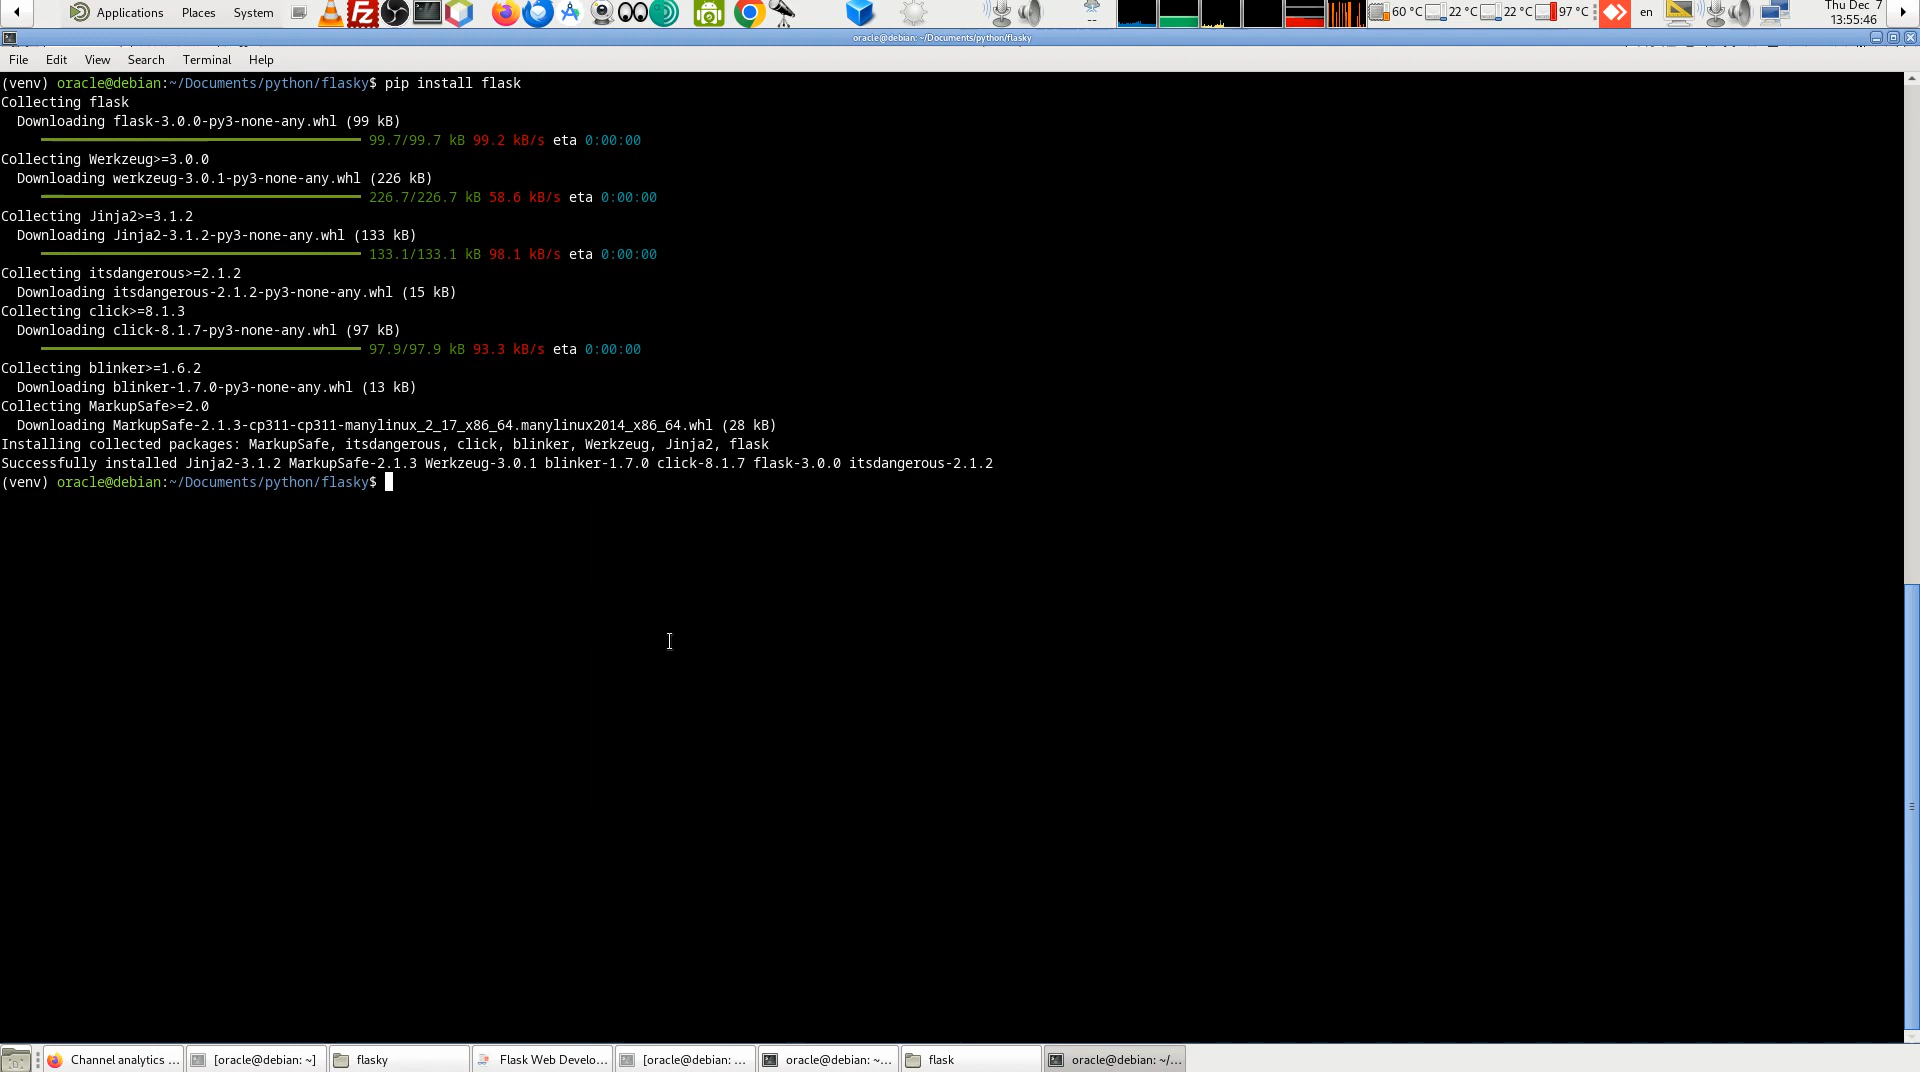 Applications Places System 60 °C 22 °C 22 °C 97 °C en Thu Dec 7
13:55:46
oracle@debian: ~/Documents/python/flasky
File Edit View Search Terminal Help
(venv) oracle@debian:~/Documents/python/flasky$ pip install flask
Collecting flask
  Downloading flask-3.0.0-py3-none-any.whl (99 kB)
99.7/99.7 kB 99.2 kB/s eta 0:00:00
Collecting Werkzeug>=3.0.0
  Downloading werkzeug-3.0.1-py3-none-any.whl (226 kB)
226.7/226.7 kB 58.6 kB/s eta 0:00:00
Collecting Jinja2>=3.1.2
  Downloading Jinja2-3.1.2-py3-none-any.whl (133 kB)
133.1/133.1 kB 98.1 kB/s eta 0:00:00
Collecting itsdangerous>=2.1.2
  Downloading itsdangerous-2.1.2-py3-none-any.whl (15 kB)
Collecting click>=8.1.3
  Downloading click-8.1.7-py3-none-any.whl (97 kB)
97.9/97.9 kB 93.3 kB/s eta 0:00:00
Collecting blinker>=1.6.2
  Downloading blinker-1.7.0-py3-none-any.whl (13 kB)
Collecting MarkupSafe>=2.0
  Downloading MarkupSafe-2.1.3-cp311-cp311-manylinux_2_17_x86_64.manylinux2014_x86_64.whl (28 kB)
Installing collected packages: MarkupSafe, itsdangerous, click, blinker, Werkzeug, Jinja2, flask
Successfully installed Jinja2-3.1.2 MarkupSafe-2.1.3 Werkzeug-3.0.1 blinker-1.7.0 click-8.1.7 flask-3.0.0 itsdangerous-2.1.2
(venv) oracle@debian:~/Documents/python/flasky$
Channel analytics ... [oracle@debian: ~] flasky Flask Web Develo... [oracle@debian: ... oracle@debian: ~... flask oracle@debian: ~/...